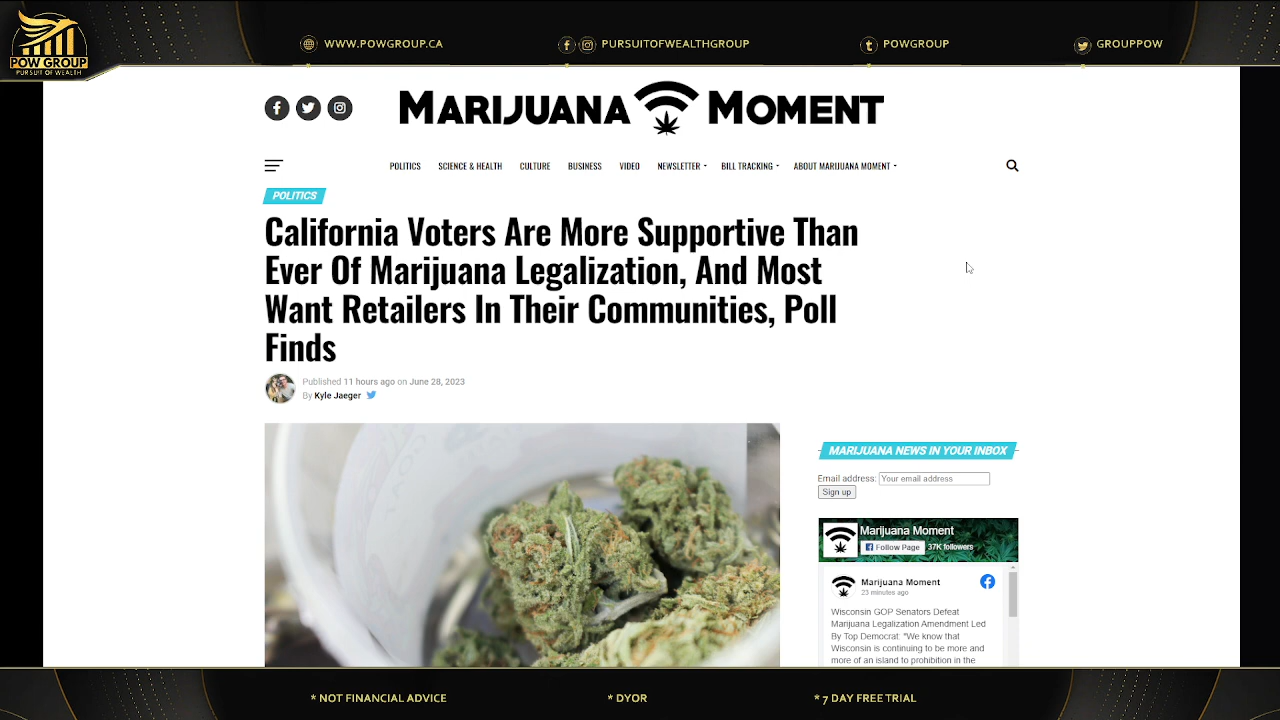 POW GROUP
PURSUIT OF WEALTH
WWW.POWGROUP.CA
PURSUITOFWEALTHGROUP
POWGROUP
GROUPPOW
MARIJUANA MOMENT
POLITICS SCIENCE & HEALTH CULTURE BUSINESS VIDEO NEWSLETTER BILL TRACKING ABOUT MARIJUANA MOMENT
POLITICS
California Voters Are More Supportive Than
Ever Of Marijuana Legalization, And Most
Want Retailers In Their Communities, Poll
Finds
Published 11 hours ago on June 28, 2023
By Kyle Jaeger
MARIJUANA NEWS IN YOUR INBOX
Email address: Your email address
Sign up
Marijuana Moment
Follow Page 37K followers
Marijuana Moment
23 minutes ago
Wisconsin GOP Senators Defeat
Marijuana Legalization Amendment Led
By Top Democrat: "We know that
Wisconsin is continuing to be more and
more of an island to prohibition in the
* NOT FINANCIAL ADVICE
* DYOR
* 7 DAY FREE TRIAL